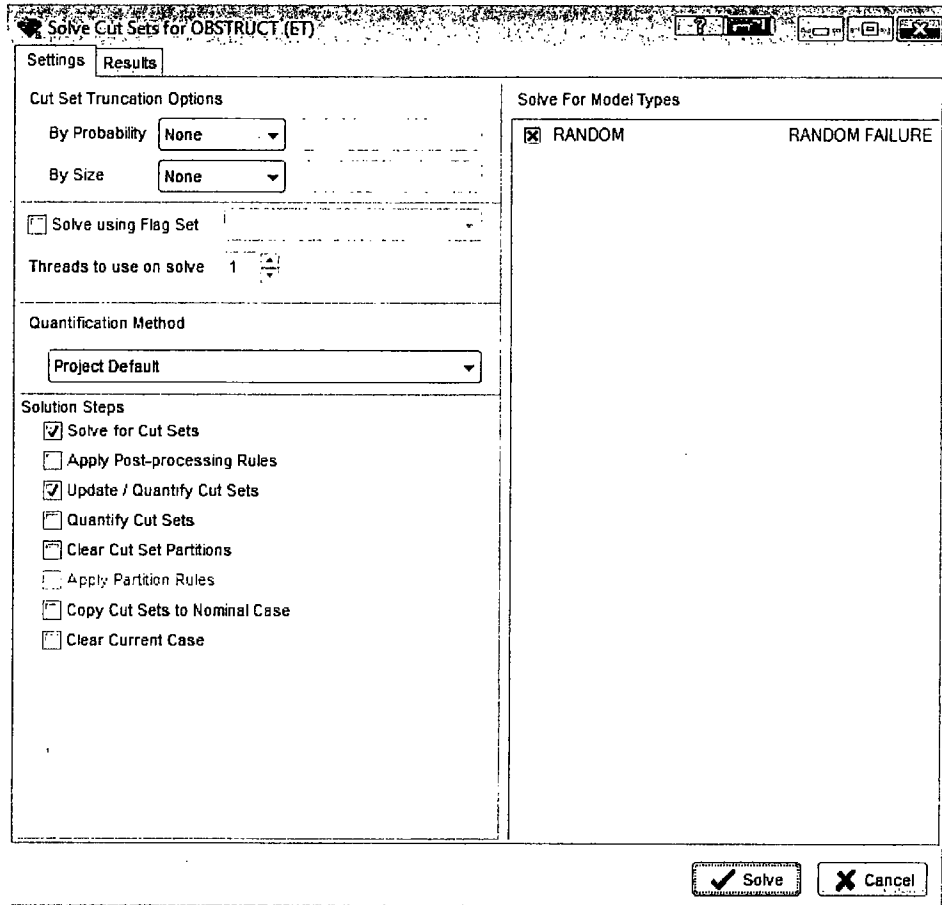 Solve Cut Sets for OBSTRUCT (ET)
?
Settings
Results
Cut Set Truncation Options
By Probability None
By Size None
Solve using Flag Set
Threads to use on solve 1
Quantification Method
Project Default
Solution Steps
Solve for Cut Sets
Apply Post-processing Rules
Update / Quantify Cut Sets
Quantify Cut Sets
Clear Cut Set Partitions
Apply Partition Rules
Copy Cut Sets to Nominal Case
Clear Current Case
Solve For Model Types
RANDOM RANDOM FAILURE
Solve
Cancel